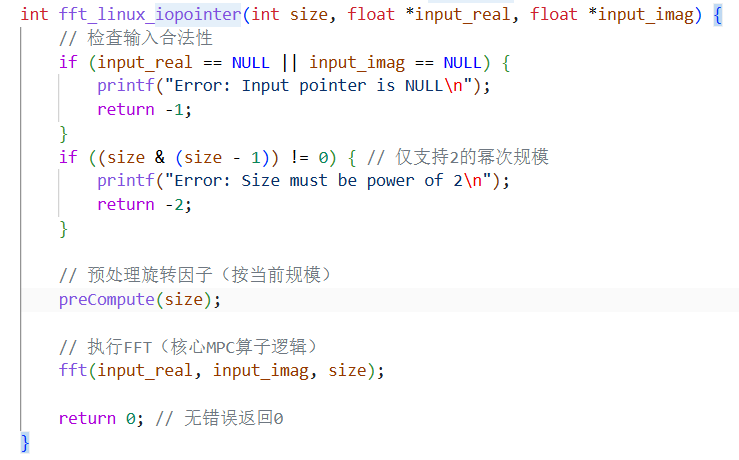 int fft_linux_iopointer(int size, float *input_real, float *input_imag) {
    // 检查输入合法性
    if (input_real == NULL || input_imag == NULL) {
        printf("Error: Input pointer is NULL\n");
        return -1;
    }
    if ((size & (size - 1)) != 0) { // 仅支持2的幂次规模
        printf("Error: Size must be power of 2\n");
        return -2;
    }

    // 预处理旋转因子（按当前规模）
    preCompute(size);

    // 执行FFT（核心MPC算子逻辑）
    fft(input_real, input_imag, size);

    return 0; // 无错误返回0
}